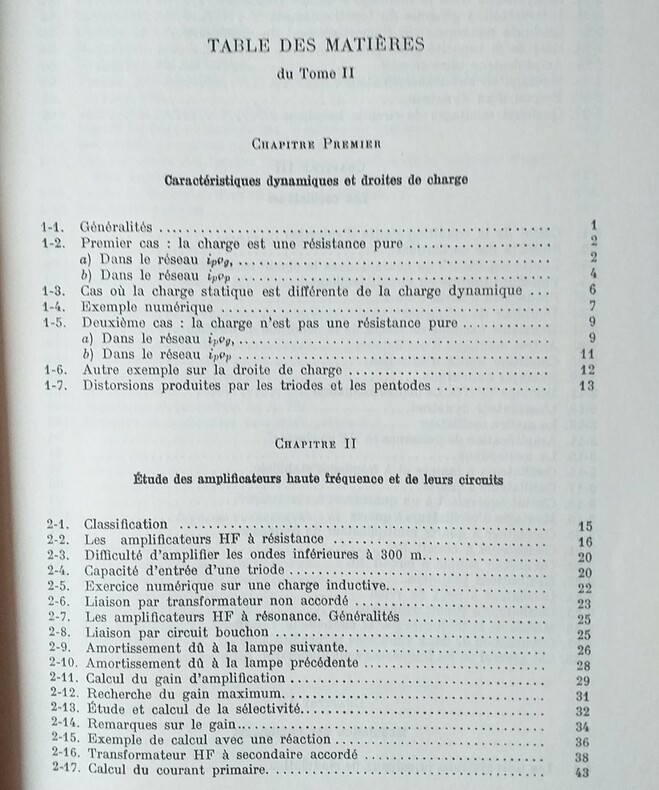 TABLE DES MATIÈRES
du Tome II
CHAPITRE PREMIER
Caractéristiques dynamiques et droites de charge
1-1. Généralités ........ 1
1-2. Premier cas : la charge est une résistance pure ........ 2
a) Dans le réseau ipvg, ........ 2
b) Dans le réseau ipvp ........ 4
1-3. Cas où la charge statique est différente de la charge dynamique ... 6
1-4. Exemple numérique ........ 7
1-5. Deuxième cas : la charge n'est pas une résistance pure ........ 9
a) Dans le réseau ipvg, ........ 9
b) Dans le réseau ipvp ........ 11
1-6. Autre exemple sur la droite de charge ........ 12
1-7. Distorsions produites par les triodes et les pentodes ........ 13
CHAPITRE II
Étude des amplificateurs haute fréquence et de leurs circuits
2-1. Classification ........ 15
2-2. Les amplificateurs HF à résistance ........ 16
2-3. Difficulté d'amplifier les ondes inférieures à 300 m. ........ 20
2-4. Capacité d'entrée d'une triode ........ 20
2-5. Exercice numérique sur une charge inductive. ........ 22
2-6. Liaison par transformateur non accordé ........ 23
2-7. Les amplificateurs HF à résonance. Généralités ........ 25
2-8. Liaison par circuit bouchon ........ 25
2-9. Amortissement dû à la lampe suivante. ........ 26
2-10. Amortissement dû à la lampe précédente ........ 28
2-11. Calcul du gain d'amplification ........ 29
2-12. Recherche du gain maximum. ........ 31
2-13. Étude et calcul de la sélectivité. ........ 32
2-14. Remarques sur le gain. ........ 34
2-15. Exemple de calcul avec une réaction ........ 36
2-16. Transformateur HF à secondaire accordé ........ 38
2-17. Calcul du courant primaire. ........ 43